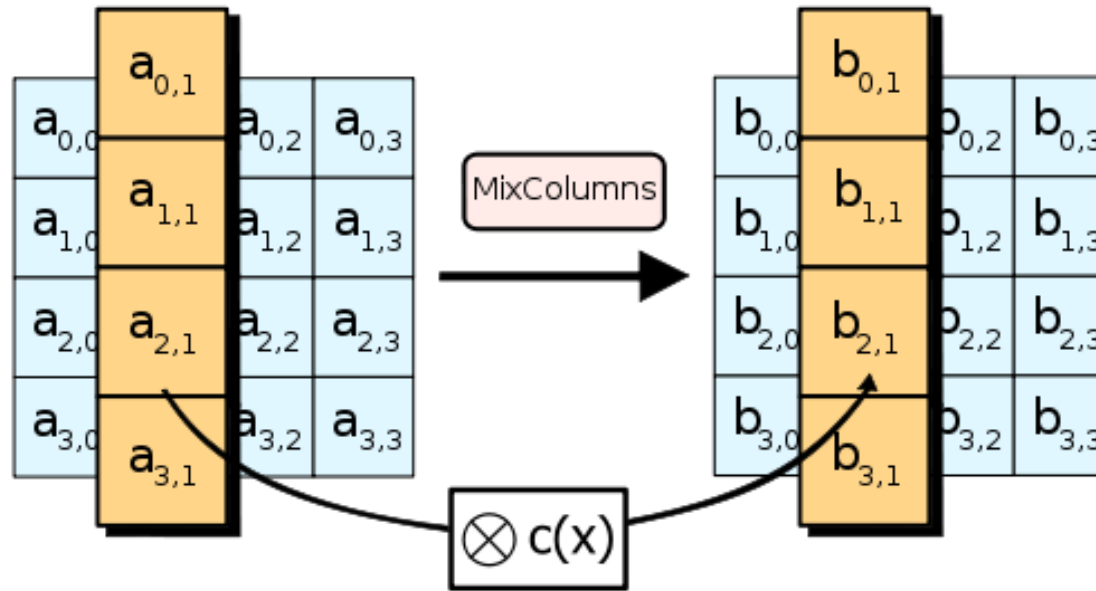 a0,1 b0,1
a0,0 a0,2 a0,3 b0,0 b0,2 b0,3
MixColumns
a1,1 b1,1
a1,0 a1,2 a1,3 b1,0 b1,2 b1,3
a2,1 b2,1
a2,0 a2,2 a2,3 b2,0 b2,2 b2,3
a3,0 a3,2 a3,3 b3,0 b3,2 b3,3
a3,1 b3,1
⊗ c(x)